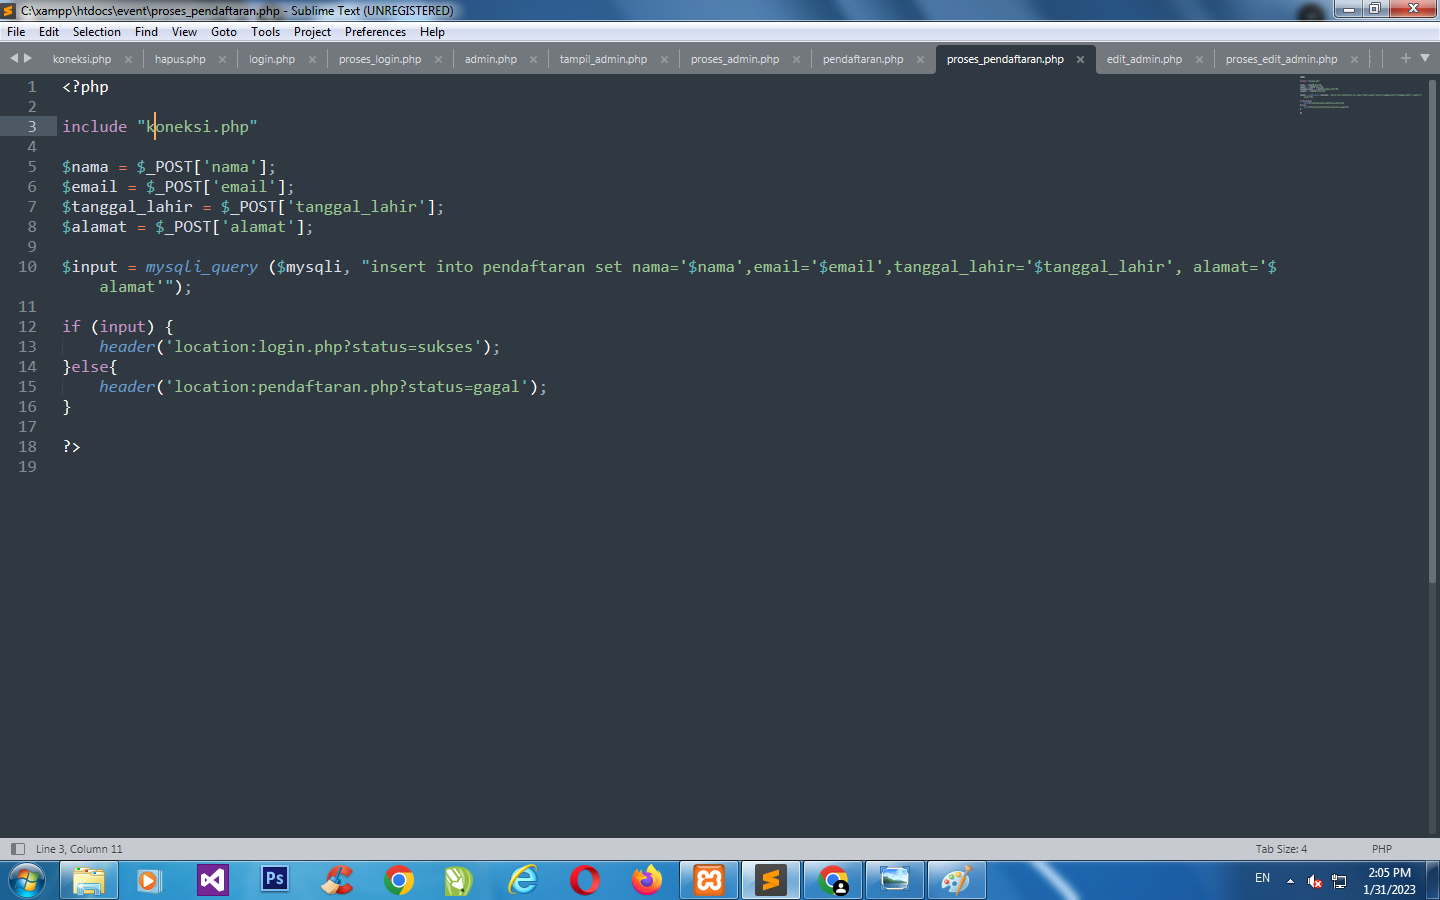 C:\xampp\htdocs\event\proses_pendaftaran.php - Sublime Text (UNREGISTERED)
File Edit Selection Find View Goto Tools Project Preferences Help
koneksi.php hapus.php login.php proses_login.php admin.php tampil_admin.php proses_admin.php pendaftaran.php proses_pendaftaran.php edit_admin.php proses_edit_admin.php
1 <?php
2
3 include "koneksi.php"
4
5 $nama = $_POST['nama'];
6 $email = $_POST['email'];
7 $tanggal_lahir = $_POST['tanggal_lahir'];
8 $alamat = $_POST['alamat'];
9
10 $input = mysqli_query ($mysqli, "insert into pendaftaran set nama='$nama',email='$email',tanggal_lahir='$tanggal_lahir', alamat='$
alamat'");
11
12 if (input) {
13 header('location:login.php?status=sukses');
14 }else{
15 header('location:pendaftaran.php?status=gagal');
16 }
17
18 ?>
19
Line 3, Column 11 Tab Size: 4 PHP
Ps
EN
2:05 PM
1/31/2023